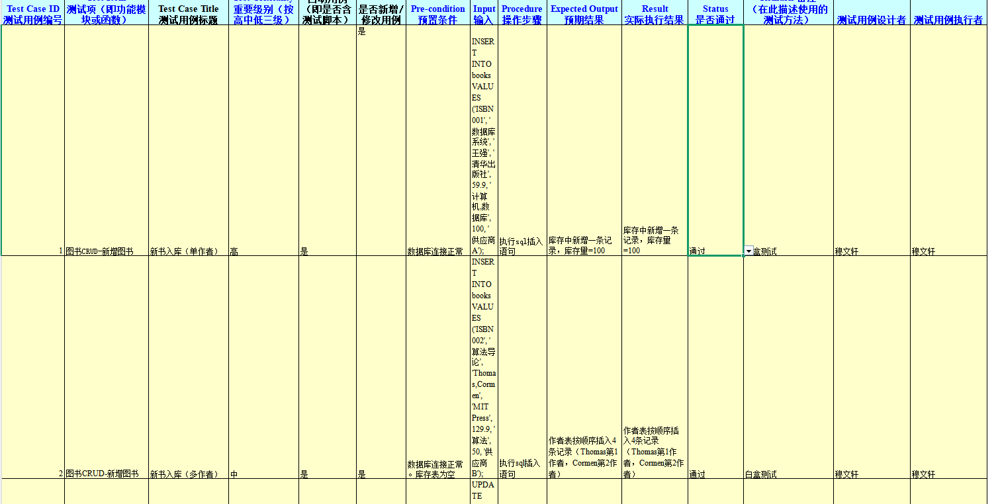 Test Case ID
测试用例编号
测试项（即功能模
块或函数）
Test Case Title
测试用例标题
重要级别（按
高中低三级）
（即是否含
测试脚本）
是否新增/
修改用例
Pre-condition
预置条件
Input
输入
Procedure
操作步骤
Expected Output
预期结果
Result
实际执行结果
Status
是否通过
（在此描述使用的
测试方法）
测试用例设计者
测试用例执行者
1
图书CRUD-新增图书
新书入库（单作者）
高
是
是
数据库连接正常
INSER
T
INTO
books
VALU
ES
('ISBN
001', '
数据库
系统', '
王强', '
清华出
版社',
59.9, '
计算
机,数
据库',
100, '
供应商
A');
执行sql插入
语句
库存中新增一条记
录，库存量=100
库存中新增一条
记录，库存量
=100
通过
盒测试
穆文轩
穆文轩
2
图书CRUD-新增图书
新书入库（多作者）
中
是
是
数据库连接正常
。库存表为空
INSER
T
INTO
books
VALU
ES
('ISBN
002', '
算法导
论',
'Thoma
s,Corm
en',
'MIT
Press',
129.9, '
算法',
50, '供
应商
B');
执行sql插入
语句
作者表按顺序插入4
条记录（Thomas第1
作者，Cormen第2作
者）
作者表按顺序插
入4条记录
（Thomas第1作
者，Cormen第2作
者）
通过
白盒测试
穆文轩
穆文轩
UPDA
TE